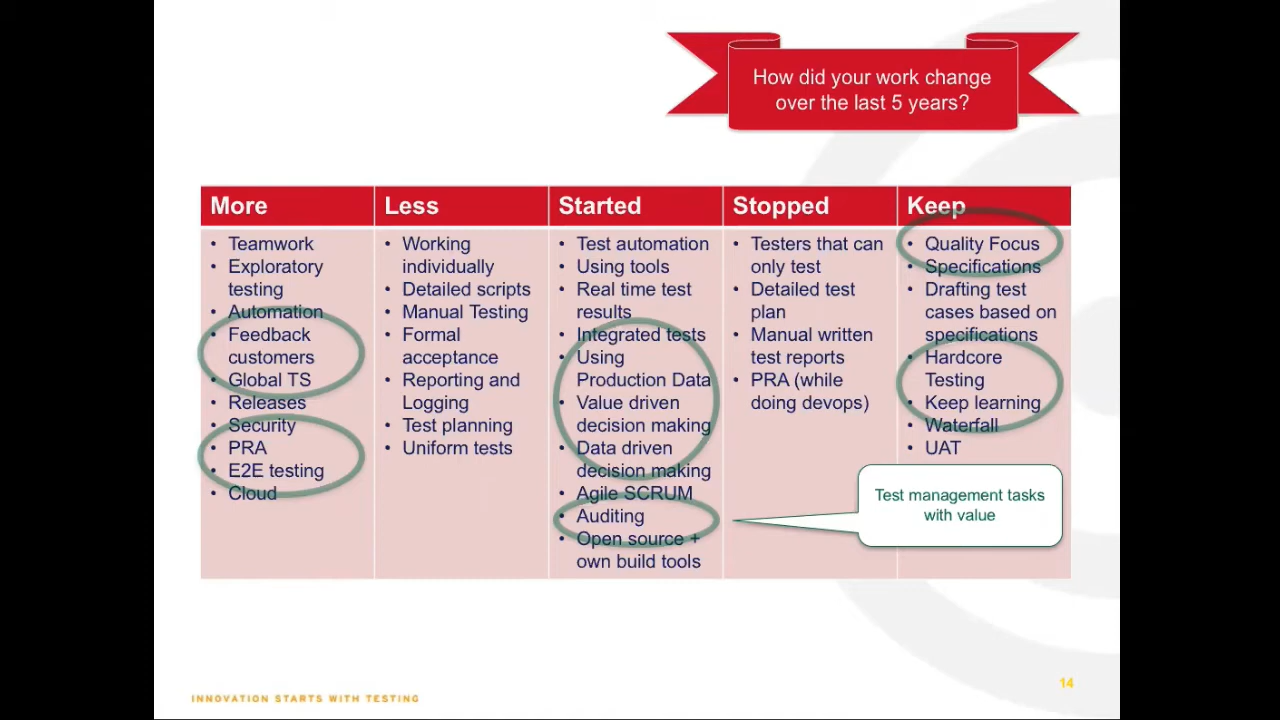 How did your work change
over the last 5 years?
More
Less
Started
Stopped
Keep
• Teamwork
• Exploratory
testing
• Automation
• Feedback
customers
• Global TS
• Releases
• Security
• PRA
• E2E testing
• Cloud
• Working
individually
• Detailed scripts
• Manual Testing
• Formal
acceptance
• Reporting and
Logging
• Test planning
• Uniform tests
• Test automation
• Using tools
• Real time test
results
• Integrated tests
• Using
Production Data
• Value driven
decision making
• Data driven
decision making
• Agile SCRUM
• Auditing
• Open source +
own build tools
• Testers that can
only test
• Detailed test
plan
• Manual written
test reports
• PRA (while
doing devops)
• Quality Focus
• Specifications
• Drafting test
cases based on
specifications
• Hardcore
Testing
• Keep learning
• Waterfall
• UAT
Test management tasks
with value
INNOVATION STARTS WITH TESTING
14